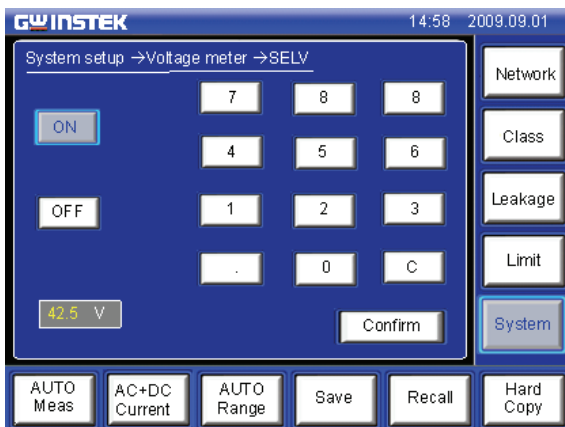 GW INSTEK 14:58 2009.09.01
System setup →Voltage meter →SELV
7 8 8
ON
4 5 6
OFF 1 2 3
. 0 C
42.5 V Confirm
Network
Class
Leakage
Limit
System
AUTO
Meas
AC+DC
Current
AUTO
Range
Save
Recall
Hard
Copy